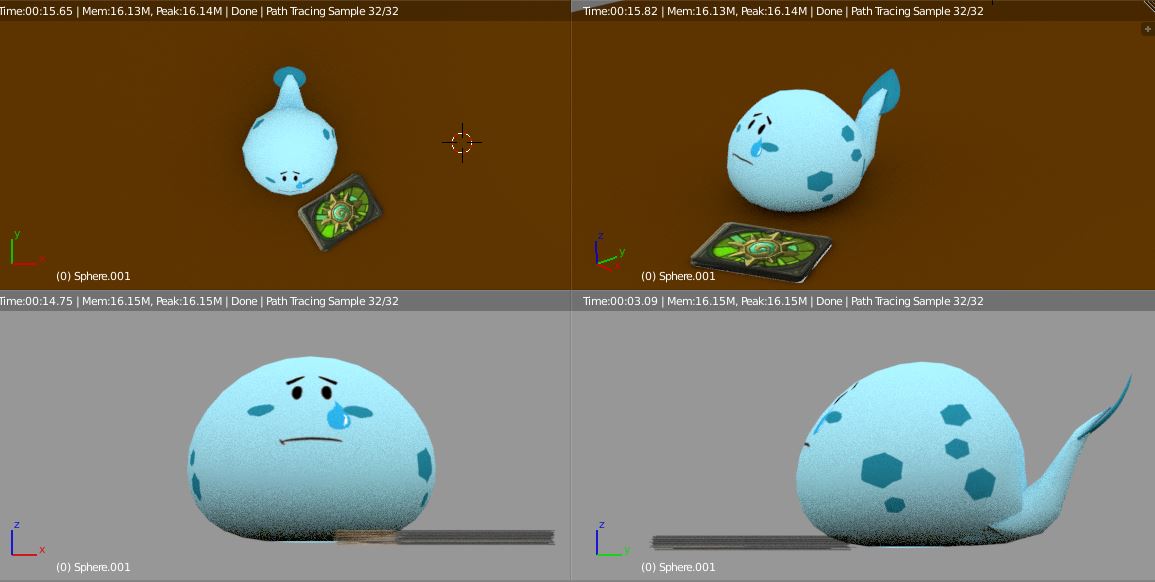 Time:00:15.65 | Mem:16.13M, Peak:16.14M | Done | Path Tracing Sample 32/32
y
x
(0) Sphere.001
Time:00:15.82 | Mem:16.13M, Peak:16.14M | Done | Path Tracing Sample 32/32
z
y
x
(0) Sphere.001
Time:00:14.75 | Mem:16.15M, Peak:16.15M | Done | Path Tracing Sample 32/32
z
x
(0) Sphere.001
Time:00:03.09 | Mem:16.15M, Peak:16.15M | Done | Path Tracing Sample 32/32
z
y
(0) Sphere.001